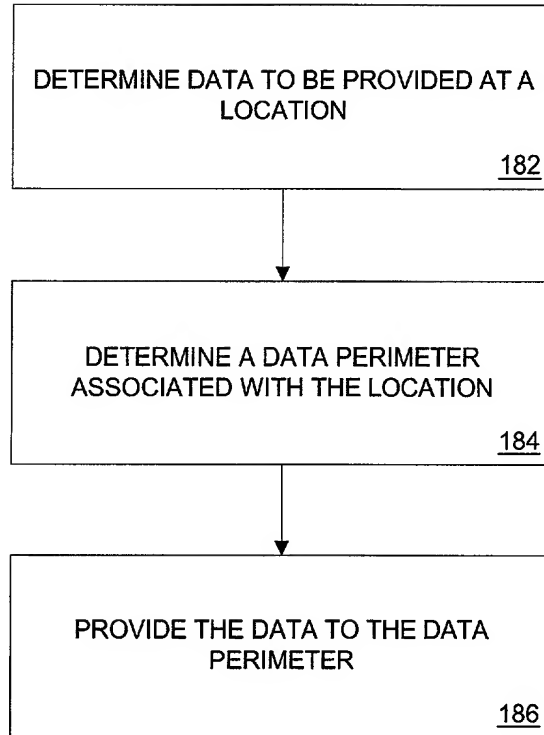 DETERMINE DATA TO BE PROVIDED AT A
LOCATION
182
DETERMINE A DATA PERIMETER
ASSOCIATED WITH THE LOCATION
184
PROVIDE THE DATA TO THE DATA
PERIMETER
186